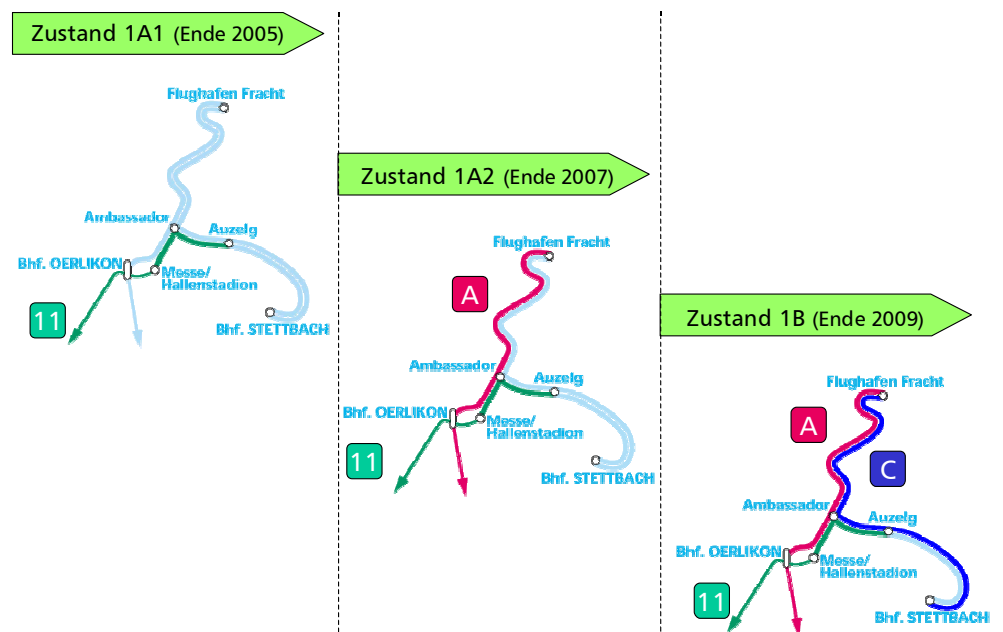 Zustand 1A1 (Ende 2005)
Flughafen Fracht
Ambassador
Auzelg
Bhf. OERLIKON
Messe/
Hallenstadion
11
Bhf. STETTBACH
Zustand 1A2 (Ende 2007)
Flughafen Fracht
A
Ambassador
Auzelg
Bhf. OERLIKON
Messe/
Hallenstadion
11
Bhf. STETTBACH
Zustand 1B (Ende 2009)
Flughafen Fracht
A
C
Ambassador
Auzelg
Bhf. OERLIKON
Messe/
Hallenstadion
11
Bhf. STETTBACH